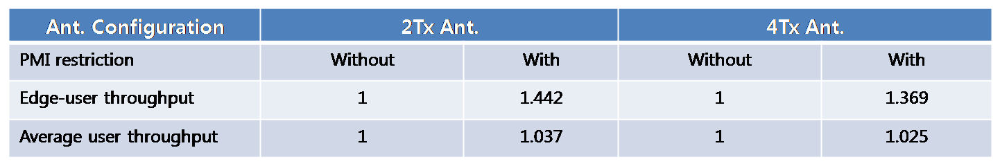 Ant. Configuration 2Tx Ant. 4Tx Ant.
PMI restriction Without With Without With
Edge-user throughput 1 1.442 1 1.369
Average user throughput 1 1.037 1 1.025